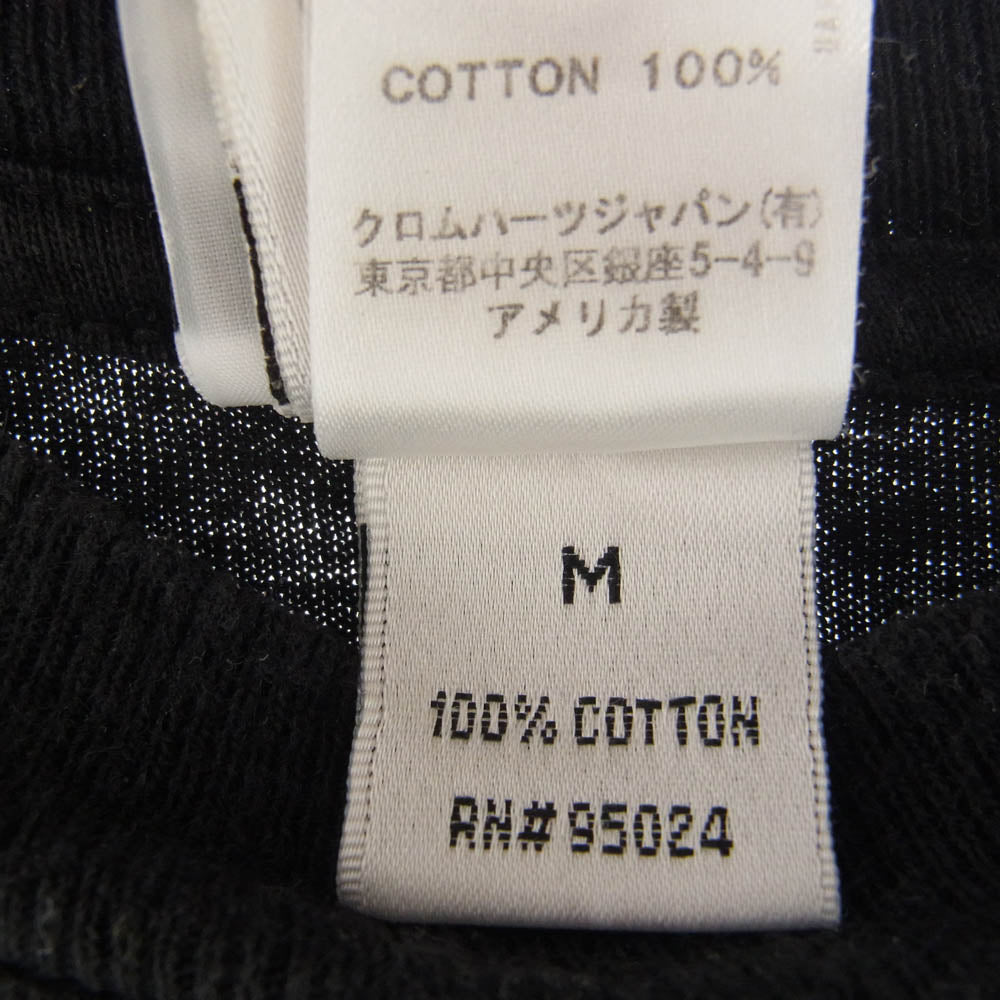 COTTON 100%
クロムハーツジャパン(有)
東京都中央区銀座5-4-9
アメリカ製
M
100% COTTON
RN# 95024